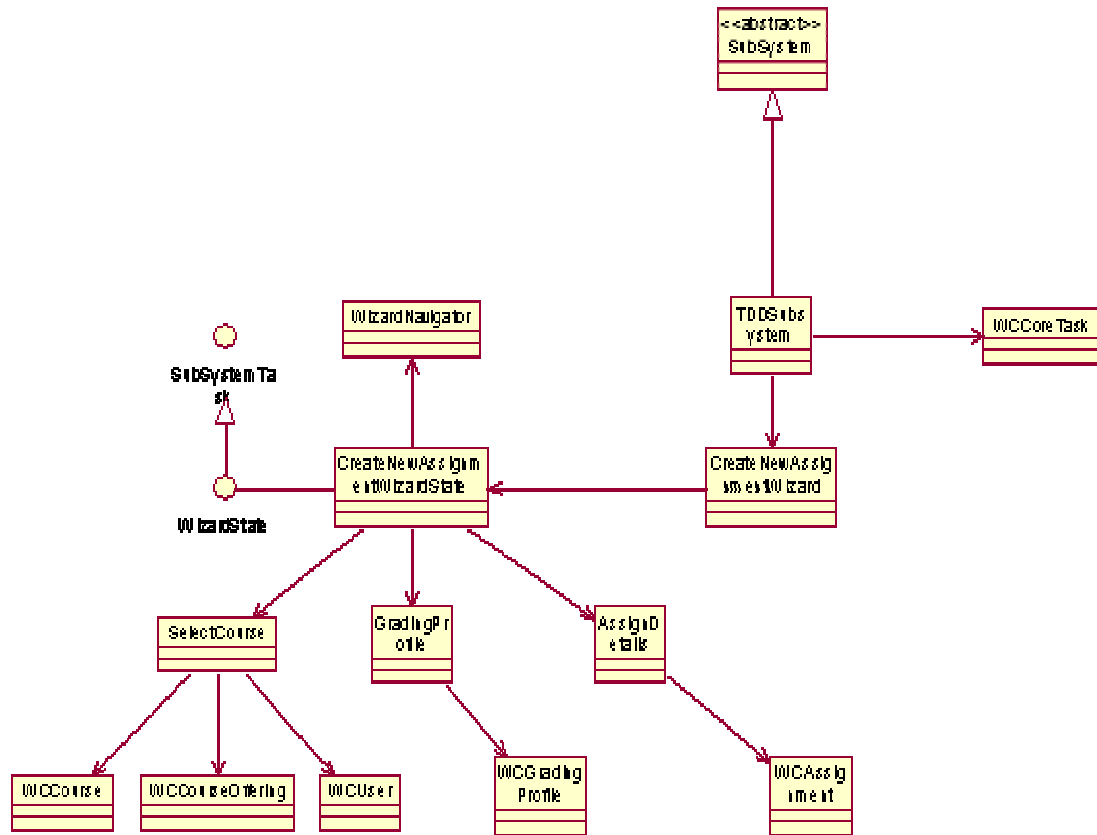 <<abstract>>
SubSystem
WizardNavigator
TDDSubs
ystem
WCCoreTask
SubSystemTa
sk
CreateNewAssignm
entWizardState
CreateNewAssig
nmentWizard
WizardState
SelectCourse
GradingPr
ofile
AssignD
etails
WCCourse
WCCourseOffering
WCUser
WCGrading
Profile
WCAssig
nment